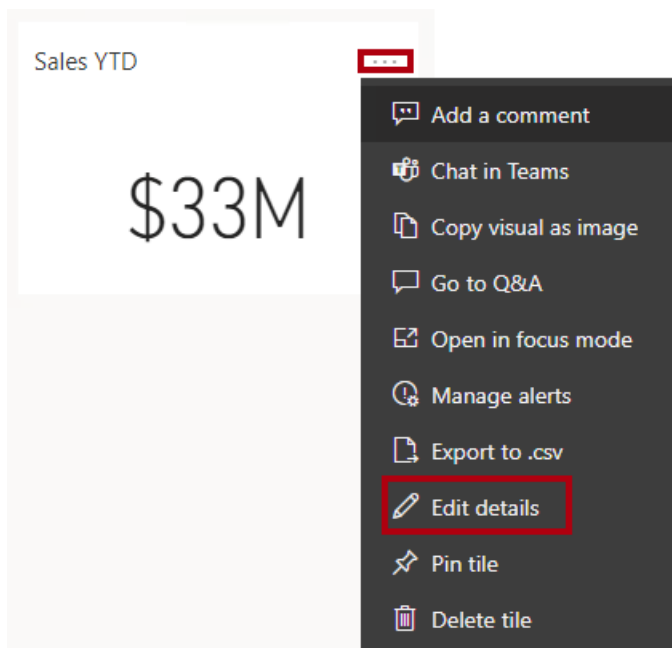 Sales YTD
...
$33M
Add a comment
Chat in Teams
Copy visual as image
Go to Q&A
Open in focus mode
Manage alerts
Export to .csv
Edit details
Pin tile
Delete tile